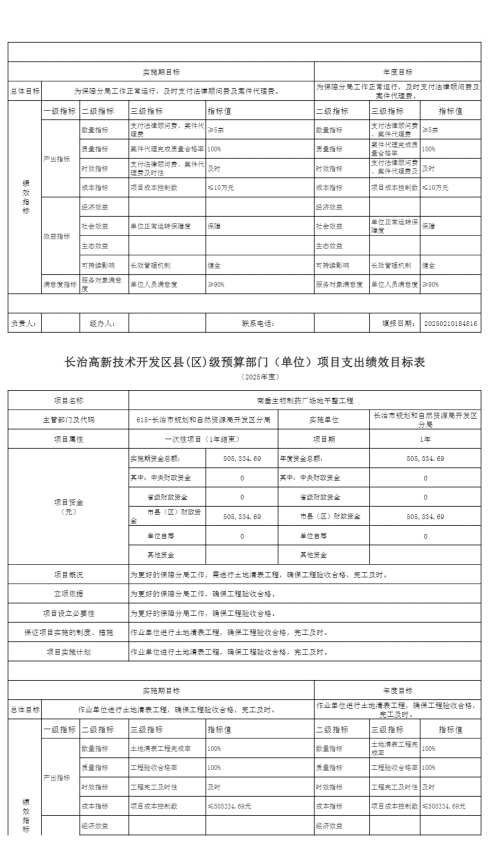 实施期目标 年度目标
总体目标 为保障分局工作正常运行，及时支付法律顾问费及案件代理费。 为保障分局工作正常运行，及时支付法律顾问费及案件代理费。
绩效指标
一级指标 二级指标 三级指标 指标值 二级指标 三级指标 指标值
产出指标 数量指标 支付法律顾问费、案件代理费 ≥5宗 数量指标 支付法律顾问费、案件代理费 ≥5宗
质量指标 案件代理完成质量合格率 100% 质量指标 案件代理完成质量合格率 100%
时效指标 支付法律顾问费、案件代理费及时性 及时 时效指标 支付法律顾问费、案件代理费及 及时
成本指标 项目成本控制数 ≤10万元 成本指标 项目成本控制数 ≤10万元
效益指标 经济效益 经济效益
社会效益 单位正常运转保障度 保障 社会效益 单位正常运转保障度 保障
生态效益 生态效益
可持续影响 长效管理机制 健全 可持续影响 长效管理机制 健全
满意度指标 服务对象满意度 单位人员满意度 ≥90% 服务对象满意度 单位人员满意度 ≥90%
负责人： 经办人： 联系电话： 填报日期： 20250210184816
长治高新技术开发区县(区)级预算部门（单位）项目支出绩效目标表
（2025年度）
项目名称 南垂生物制药厂场地平整工程
主管部门及代码 615-长治市规划和自然资源局开发区分局 实施单位 长治市规划和自然资源局开发区分局
项目属性 一次性项目（1年结束） 项目期 1年
项目资金（元）
实施期资金总额： 505,334.69 年度资金总额： 505,334.69
其中：中央财政资金 0 其中：中央财政资金 0
省级财政资金 0 省级财政资金 0
市县（区）财政资金 505,334.69 市县（区）财政资金 505,334.69
单位自筹 0 单位自筹 0
其他资金 其他资金
项目概况 为更好的保障分局工作，需进行土地清表工程，确保工程验收合格，完工及时。
立项依据 为更好的保障分局工作，确保工程验收合格。
项目设立必要性 为更好的保障分局工作，确保工程验收合格。
保证项目实施的制度、措施 作业单位进行土地清表工程，确保工程验收合格，完工及时。
项目实施计划 作业单位进行土地清表工程，确保工程验收合格，完工及时。
实施期目标 年度目标
总体目标 作业单位进行土地清表工程，确保工程验收合格，完工及时。 作业单位进行土地清表工程，确保工程验收合格，完工及时。
绩效指标
一级指标 二级指标 三级指标 指标值 二级指标 三级指标 指标值
产出指标 数量指标 土地清表工程完成率 100% 数量指标 土地清表工程完成率 100%
质量指标 工程验收合格率 100% 质量指标 工程验收合格率 100%
时效指标 工程完工及时性 及时 时效指标 工程完工及时性 及时
成本指标 项目成本控制数 ≤505334.69元 成本指标 项目成本控制数 ≤505334.69元
经济效益 经济效益